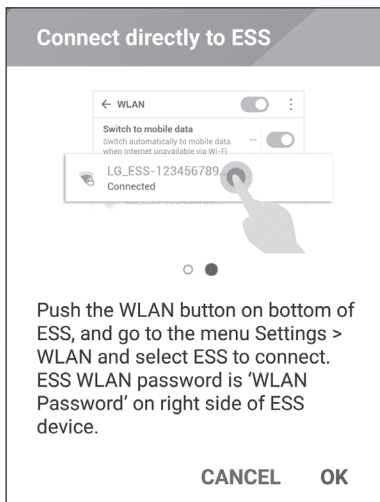 Connect directly to ESS
WLAN
Switch to mobile data
Switch automatically to mobile data
when Internet unavailable via Wi-Fi
LG_ESS-123456789..
Connected
Push the WLAN button on bottom of
ESS, and go to the menu Settings >
WLAN and select ESS to connect.
ESS WLAN password is ‘WLAN
Password’ on right side of ESS
device.
CANCEL OK